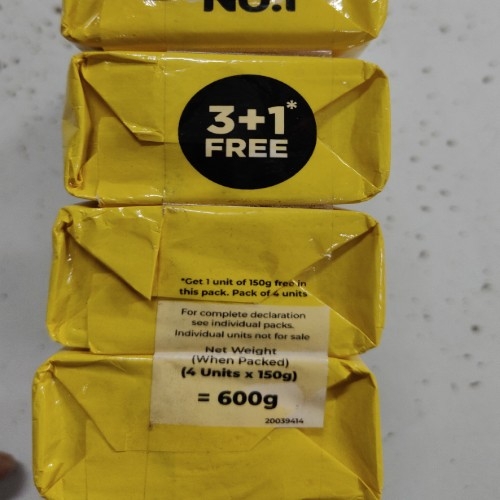 No.1
3+1*
FREE
*Get 1 unit of 150g free in
this pack. Pack of 4 units
For complete declaration
see individual packs.
Individual units not for sale
Net Weight
(When Packed)
(4 Units x 150g)
= 600g
20039414